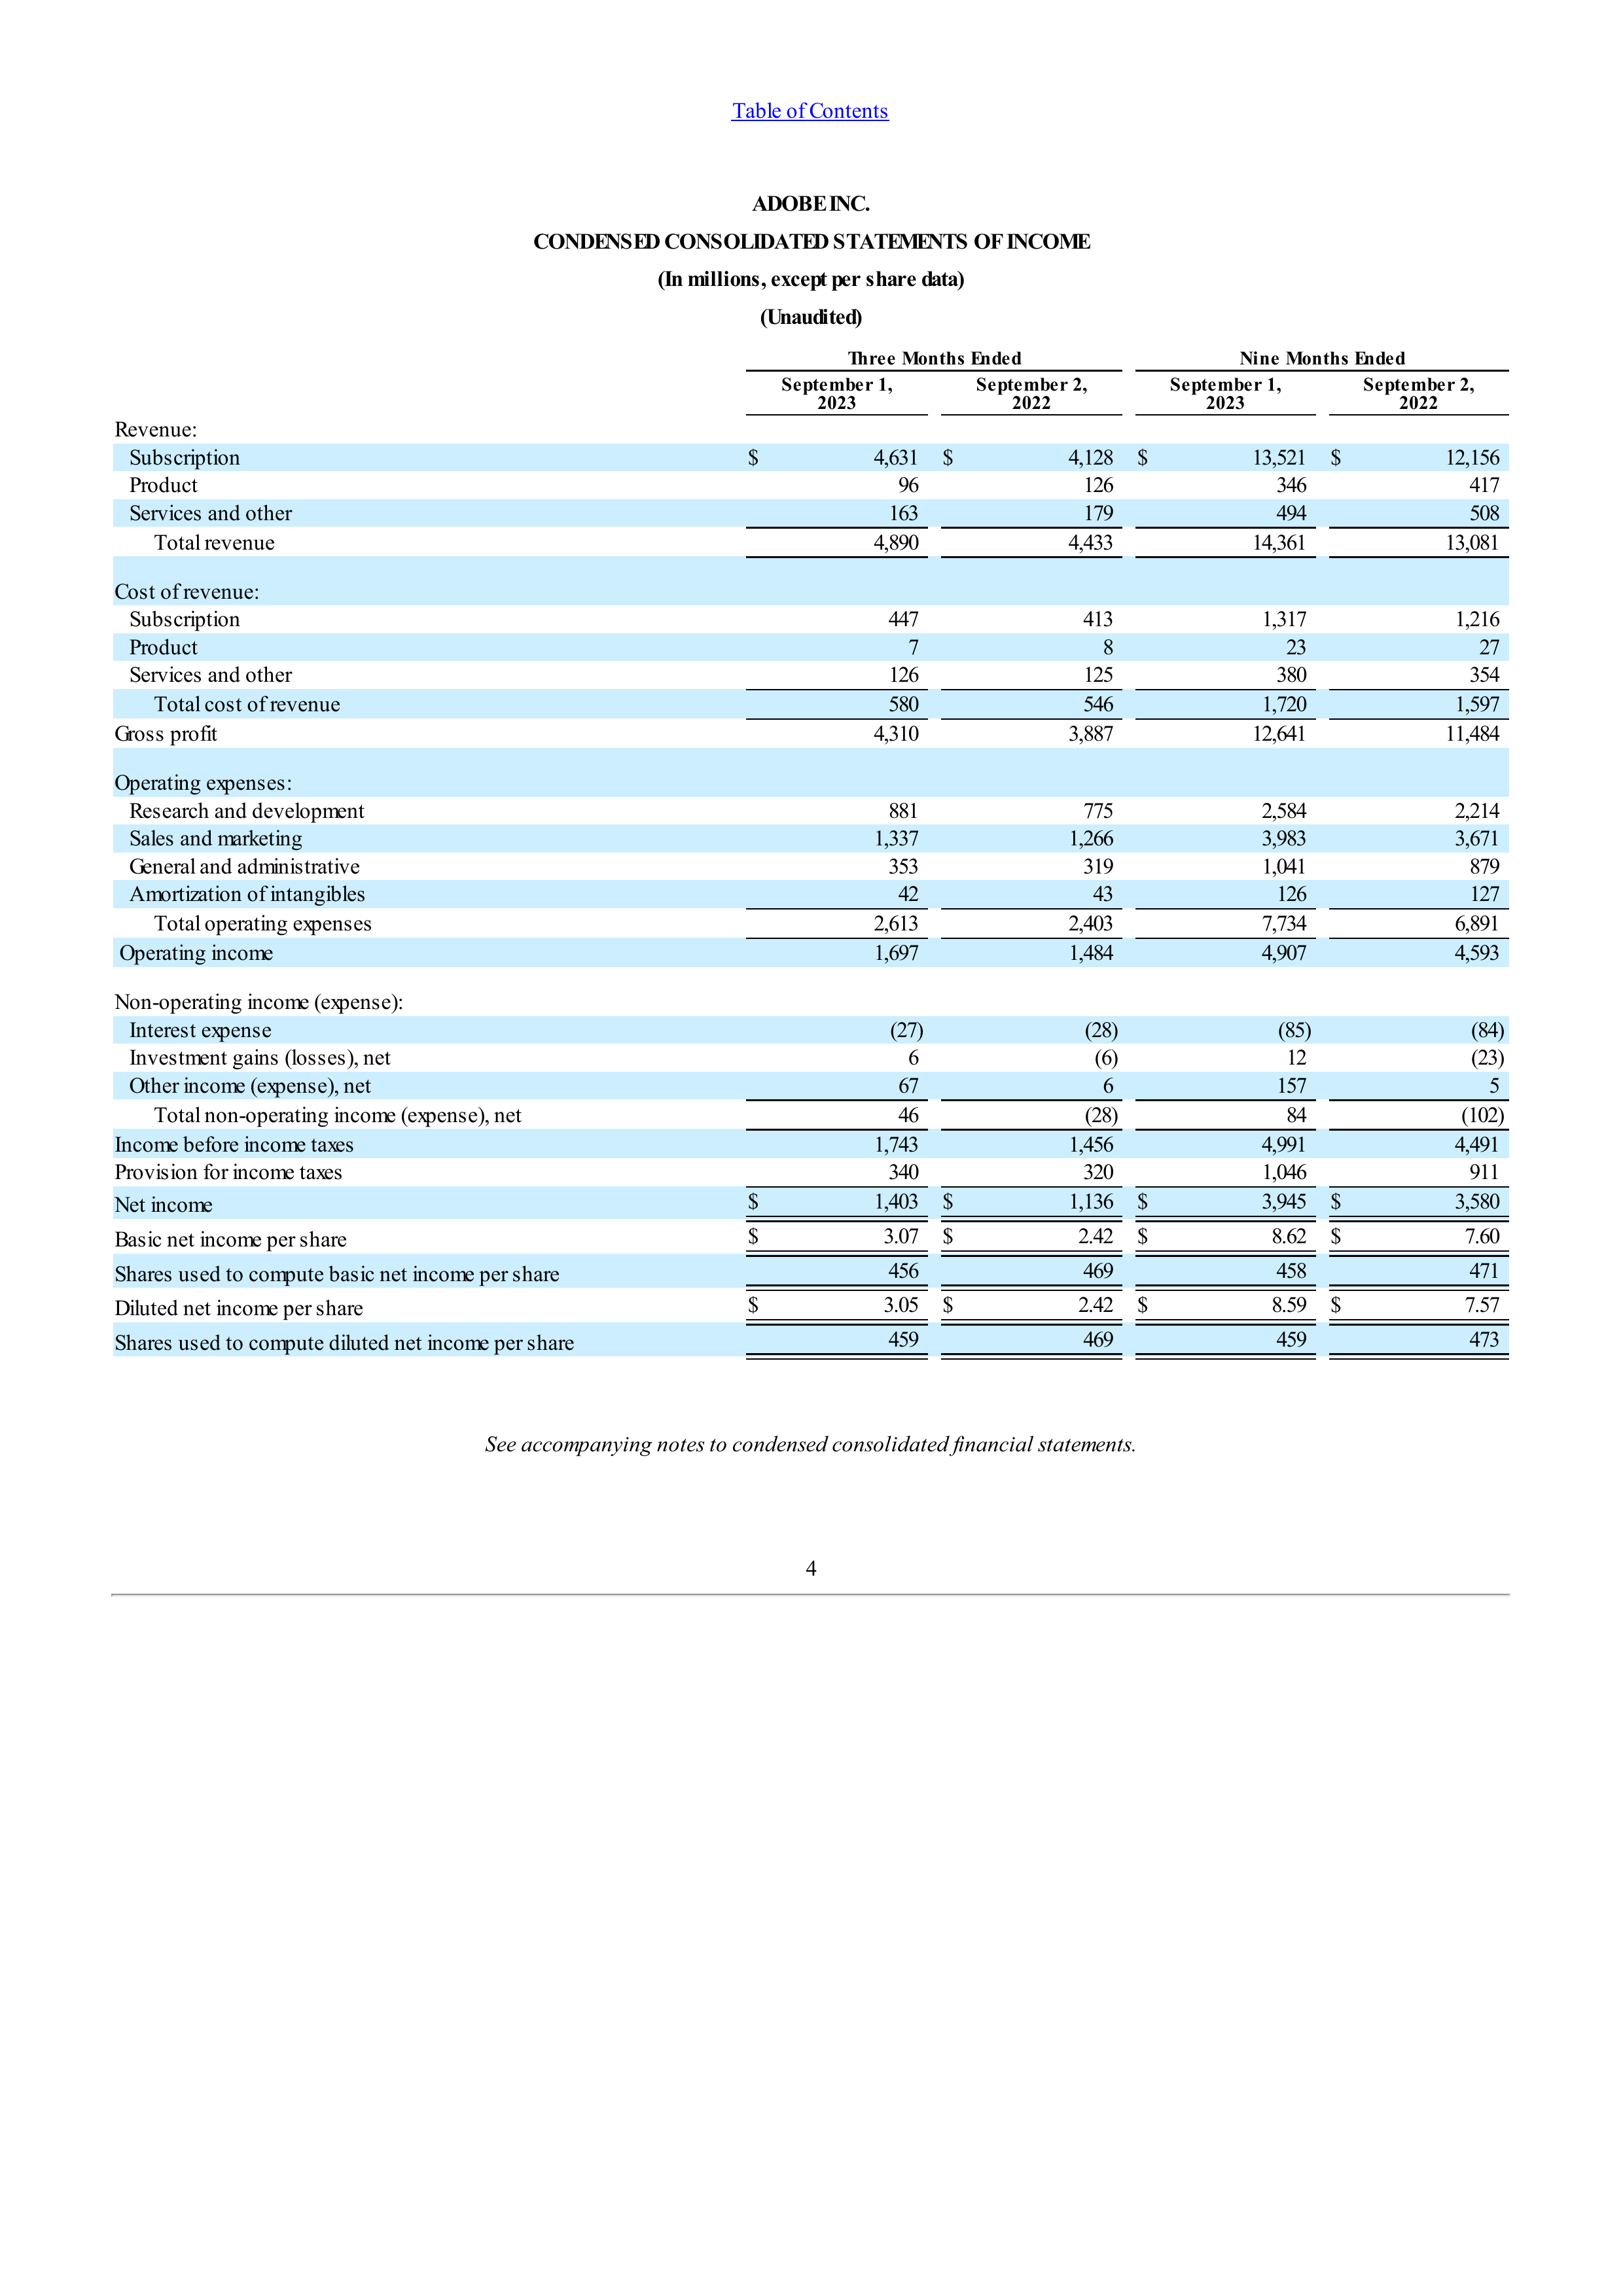 Table of Contents
ADOBE INC.
CONDENSED CONSOLIDATED STATEMENTS OF INCOME
(In millions, except per share data)
(Unaudited)
Three Months Ended Nine Months Ended
September 1, September 2, September 1, September 2,
2023 2022 2023 2022
Revenue:
Subscription $ 4,631 $ 4,128 $ 13,521 $ 12,156
Product 96 126 346 417
Services and other 163 179 494 508
Total revenue 4,890 4,433 14,361 13,081
Cost of revenue:
Subscription 447 413 1,317 1,216
Product 7 8 23 27
Services and other 126 125 380 354
Total cost of revenue 580 546 1,720 1,597
Gross profit 4,310 3,887 12,641 11,484
Operating expenses:
Research and development 881 775 2,584 2,214
Sales and marketing 1,337 1,266 3,983 3,671
General and administrative 353 319 1,041 879
Amortization of intangibles 42 43 126 127
Total operating expenses 2,613 2,403 7,734 6,891
Operating income 1,697 1,484 4,907 4,593
Non-operating income (expense):
Interest expense (27) (28) (85) (84)
Investment gains (losses), net 6 (6) 12 (23)
Other income (expense), net 67 6 157 5
Total non-operating income (expense), net 46 (28) 84 (102)
Income before income taxes 1,743 1,456 4,991 4,491
Provision for income taxes 340 320 1,046 911
Net income $ 1,403 $ 1,136 $ 3,945 $ 3,580
Basic net income per share $ 3.07 $ 2.42 $ 8.62 $ 7.60
Shares used to compute basic net income per share 456 469 458 471
Diluted net income per share $ 3.05 $ 2.42 $ 8.59 $ 7.57
Shares used to compute diluted net income per share 459 469 459 473
See accompanying notes to condensed consolidated financial statements.
4